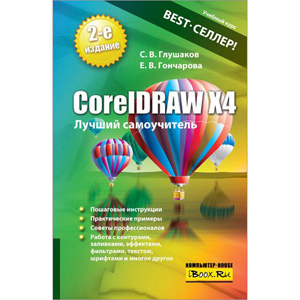 Учебный курс
BEST-СЕЛЛЕР!
2-е
издание
С. В. Глушаков
Е. В. Гончарова
CorelDRAW X4
Лучший самоучитель
Пошаговые инструкции
Практические примеры
Советы профессионалов
Работа с контурами,
заливками, эффектами,
фильтрами, текстом,
шрифтами и многое другое
КОМПЬЮТЕР-HOUSE
iBOOX.RU